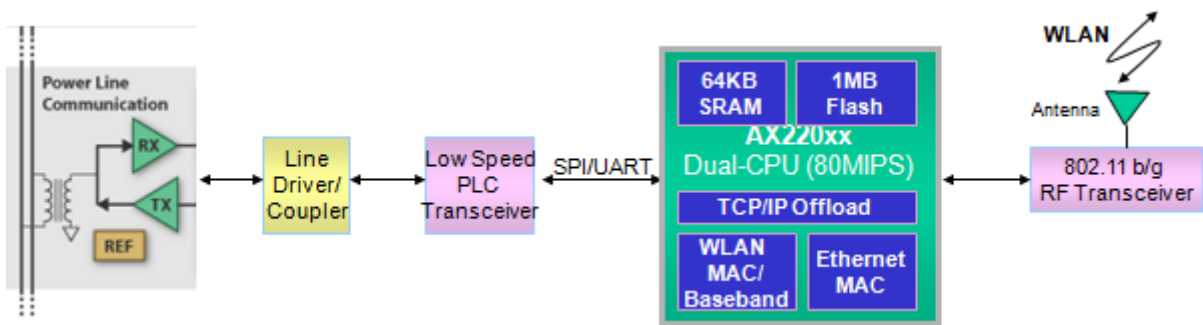 Power Line
Communication
RX
TX
REF
Line
Driver/
Coupler
Low Speed
PLC
Transceiver
SPI/UART
64KB
SRAM
1MB
Flash
AX220xx
Dual-CPU (80MIPS)
TCP/IP Offload
WLAN
MAC/
Baseband
Ethernet
MAC
WLAN
Antenna
802.11 b/g
RF Transceiver